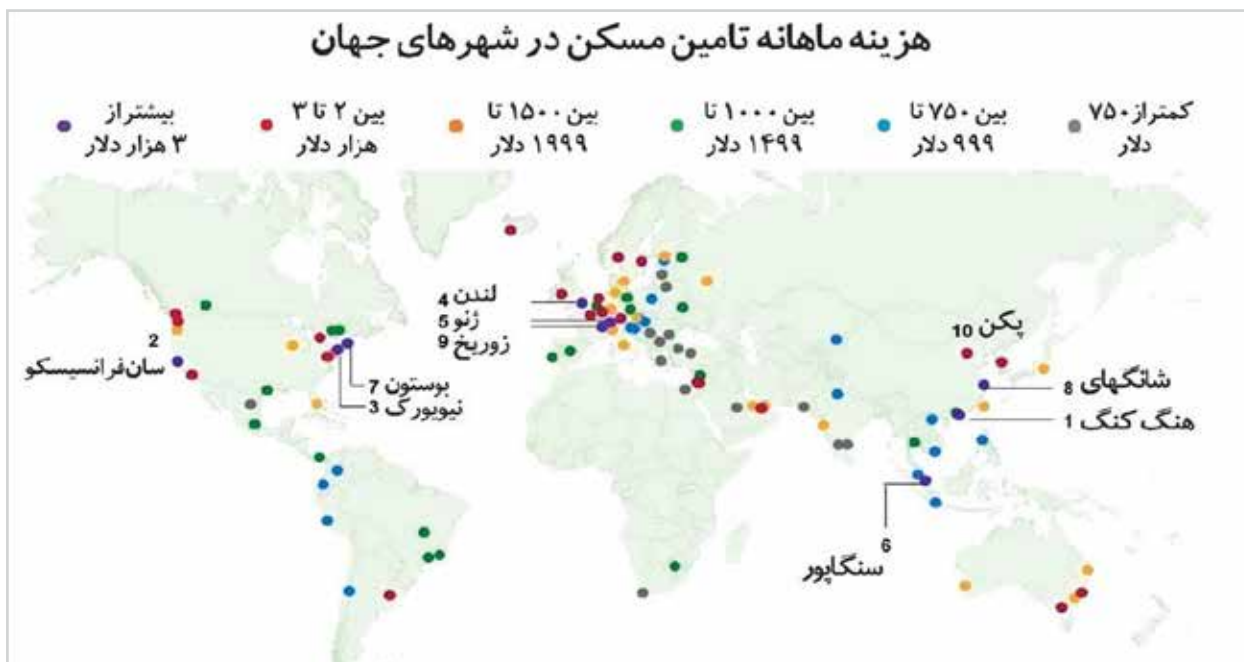 هزینه ماهانه تامین مسکن در شهرهای جهان
کمتر از ۷۵۰
دلار
بین ۷۵۰ تا
۹۹۹ دلار
بین ۱۰۰۰ تا
۱۴۹۹ دلار
بین ۱۵۰۰ تا
۱۹۹۹ دلار
بین ۲ تا ۳
هزار دلار
بیشتر از
۳ هزار دلار
پکن 10
شانگهای 8
هنگ کنگ 1
6
سنگاپور
لندن 4
ژنو 5
زوریخ 9
بوستون 7
نیویورگ 3
2
سان‌فرانسیسکو